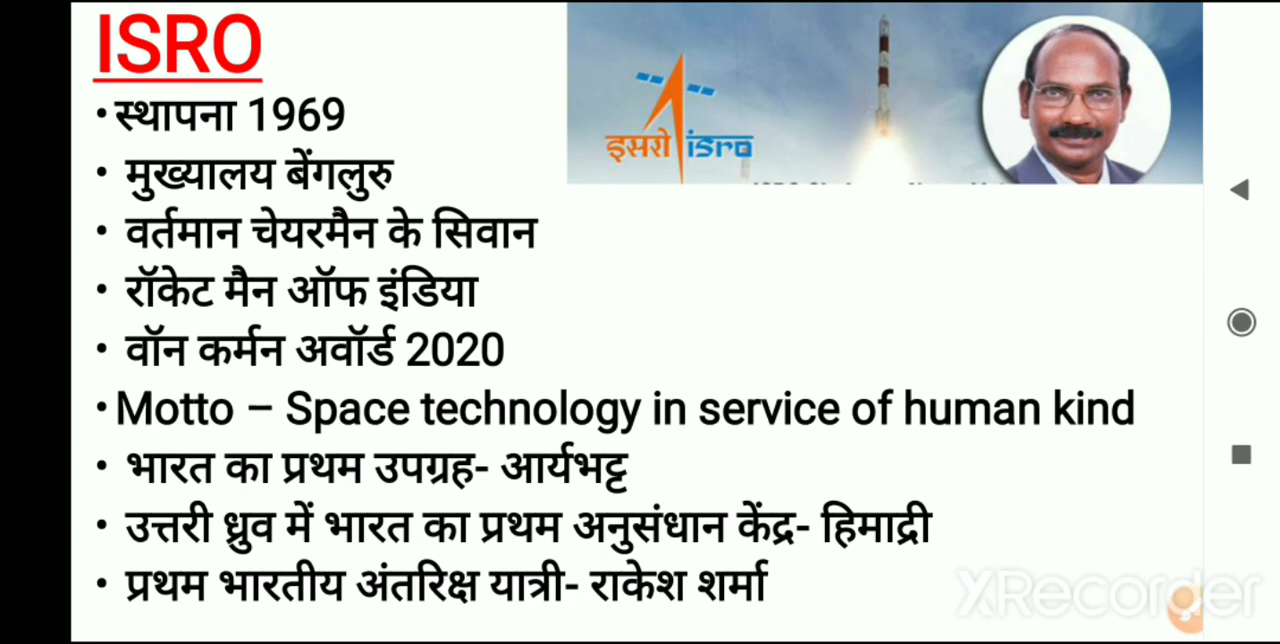 ISRO
इसरो isro
• स्थापना 1969
• मुख्यालय बेंगलुरु
• वर्तमान चेयरमैन के सिवान
• रॉकेट मैन ऑफ इंडिया
• वॉन कर्मन अवॉर्ड 2020
• Motto – Space technology in service of human kind
• भारत का प्रथम उपग्रह- आर्यभट्ट
• उत्तरी ध्रुव में भारत का प्रथम अनुसंधान केंद्र- हिमाद्री
• प्रथम भारतीय अंतरिक्ष यात्री- राकेश शर्मा
XRecorder